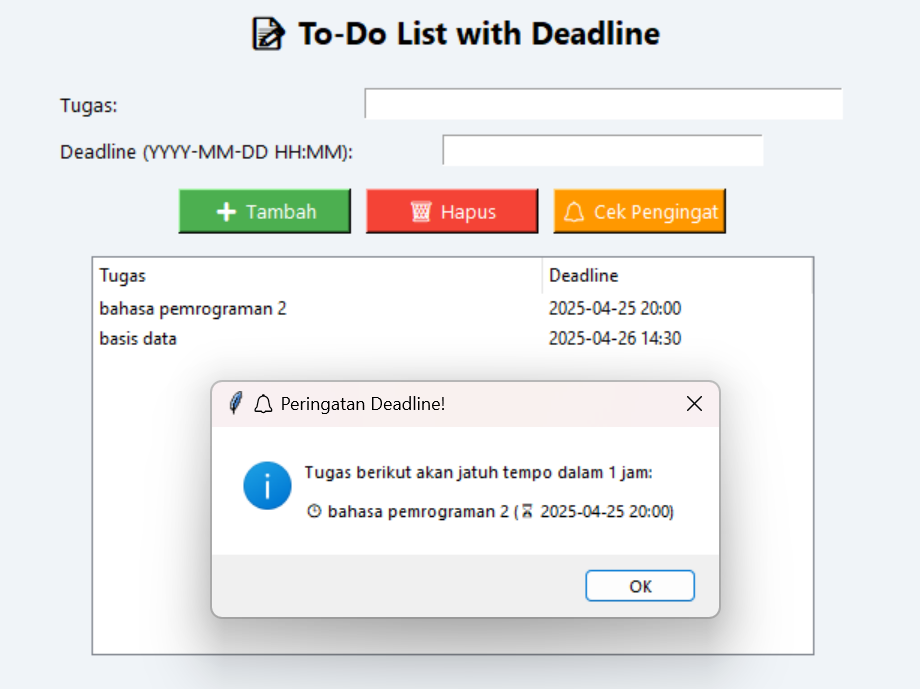 📝 To-Do List with Deadline
Tugas:
Deadline (YYYY-MM-DD HH:MM):
➕ Tambah 🗑 Hapus 🔔 Cek Pengingat
Tugas Deadline
bahasa pemrograman 2 2025-04-25 20:00
basis data 2025-04-26 14:30
🔔 Peringatan Deadline!
Tugas berikut akan jatuh tempo dalam 1 jam:
🕒 bahasa pemrograman 2 (⏳ 2025-04-25 20:00)
OK